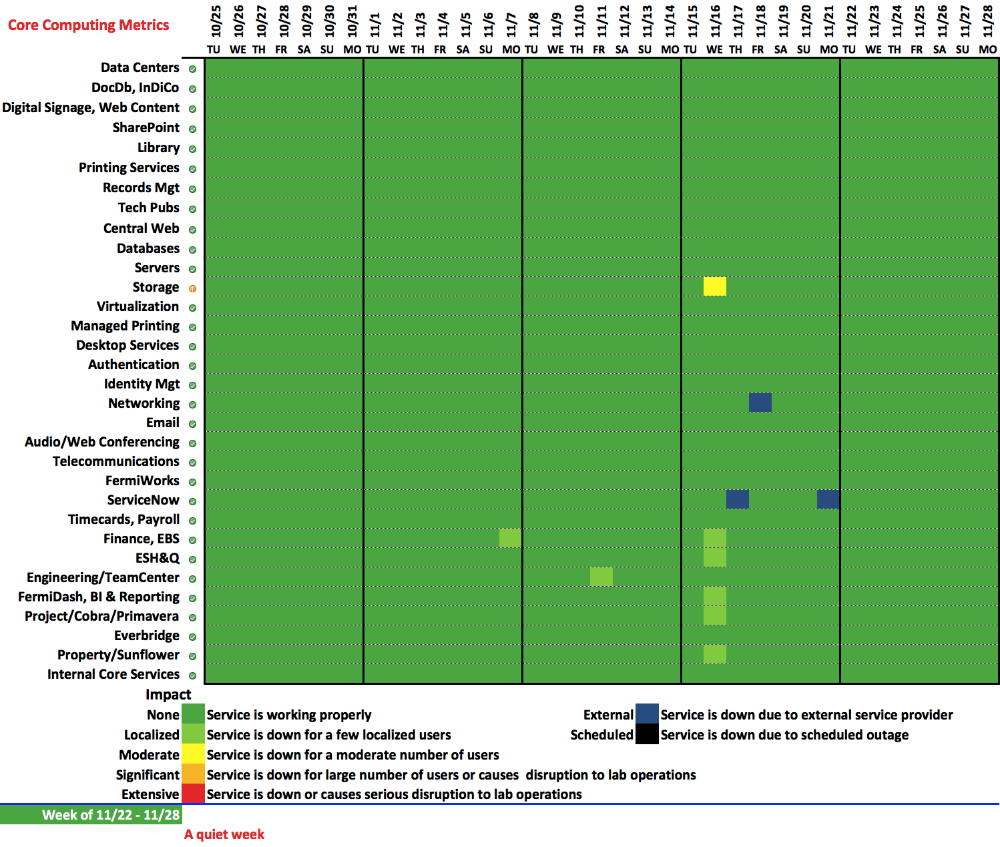 Core Computing Metrics
10/25 10/26 10/27 10/28 10/29 10/30 10/31 11/1 11/2 11/3 11/4 11/5 11/6 11/7 11/8 11/9 11/10 11/11 11/12 11/13 11/14 11/15 11/16 11/17 11/18 11/19 11/20 11/21 11/22 11/23 11/24 11/25 11/26 11/27 11/28
TU WE TH FR SA SU MO TU WE TH FR SA SU MO TU WE TH FR SA SU MO TU WE TH FR SA SU MO TU WE TH FR SA SU MO
Data Centers
DocDb, InDiCo
Digital Signage, Web Content
SharePoint
Library
Printing Services
Records Mgt
Tech Pubs
Central Web
Databases
Servers
Storage
Virtualization
Managed Printing
Desktop Services
Authentication
Identity Mgt
Networking
Email
Audio/Web Conferencing
Telecommunications
FermiWorks
ServiceNow
Timecards, Payroll
Finance, EBS
ESH&Q
Engineering/TeamCenter
FermiDash, BI & Reporting
Project/Cobra/Primavera
Everbridge
Property/Sunflower
Internal Core Services
Impact
None Service is working properly External Service is down due to external service provider
Localized Service is down for a few localized users Scheduled Service is down due to scheduled outage
Moderate Service is down for a moderate number of users
Significant Service is down for large number of users or causes  disruption to lab operations
Extensive Service is down or causes serious disruption to lab operations
Week of 11/22 - 11/28
A quiet week